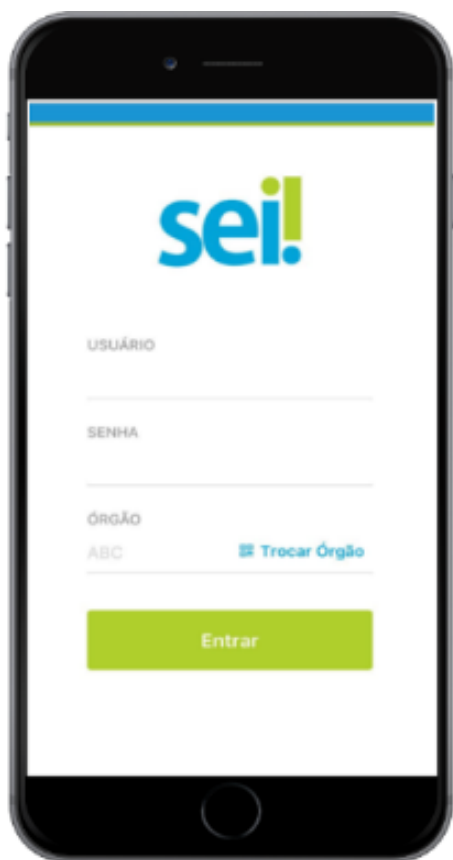 sei!
USUÁRIO
SENHA
ÓRGÃO
ABC Trocar Órgão
Entrar